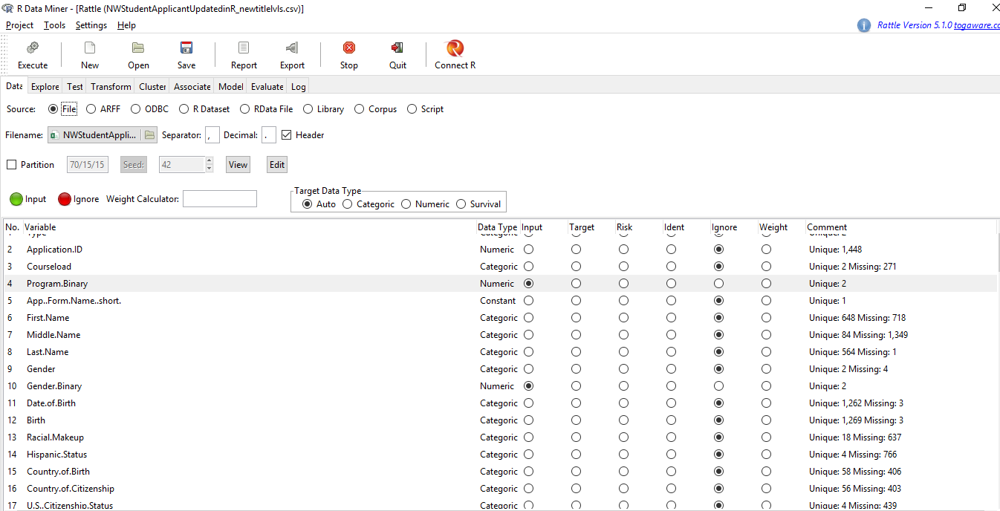 R Data Miner - [Rattle (NWStudentApplicantUpdatedinR_newtitlelvls.csv)]
Project Tools Settings Help
Rattle Version 5.1.0 togaware.co
Execute New Open Save Report Export Stop Quit Connect R
Data Explore Test Transform Cluster Associate Model Evaluate Log
Source: File ARFF ODBC R Dataset RData File Library Corpus Script
Filename: NWStudentAppli... Separator: , Decimal: . Header
Partition 70/15/15 Seed: 42 View Edit
Target Data Type
Input Ignore Weight Calculator: Auto Categoric Numeric Survival
No. Variable Data Type Input Target Risk Ident Ignore Weight Comment
1 Type Categoric Unique: 2
2 Application.ID Numeric Unique: 1,448
3 Courseload Categoric Unique: 2 Missing: 271
4 Program.Binary Numeric Unique: 2
5 App..Form.Name..short. Constant Unique: 1
6 First.Name Categoric Unique: 648 Missing: 718
7 Middle.Name Categoric Unique: 84 Missing: 1,349
8 Last.Name Categoric Unique: 564 Missing: 1
9 Gender Categoric Unique: 2 Missing: 4
10 Gender.Binary Numeric Unique: 2
11 Date.of.Birth Categoric Unique: 1,262 Missing: 3
12 Birth Categoric Unique: 1,269 Missing: 3
13 Racial.Makeup Categoric Unique: 18 Missing: 637
14 Hispanic.Status Categoric Unique: 4 Missing: 766
15 Country.of.Birth Categoric Unique: 58 Missing: 406
16 Country.of.Citizenship Categoric Unique: 56 Missing: 403
17 U.S..Citizenship.Status Categoric Unique: 4 Missing: 439